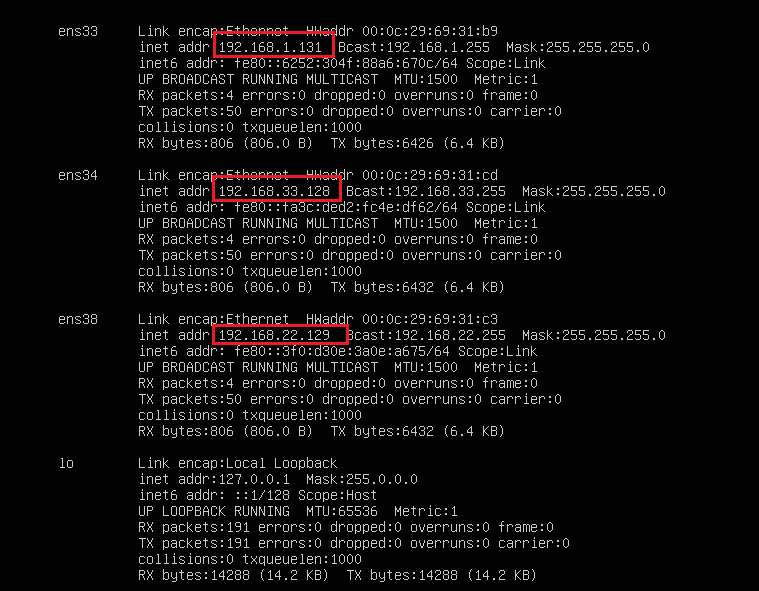 ens33 Link encap:Ethernet HWaddr 00:0c:29:69:31:b9
inet addr:192.168.1.131 Bcast:192.168.1.255 Mask:255.255.255.0
inet6 addr: fe80::6252:304f:88a6:670c/64 Scope:Link
UP BROADCAST RUNNING MULTICAST MTU:1500 Metric:1
RX packets:4 errors:0 dropped:0 overruns:0 frame:0
TX packets:50 errors:0 dropped:0 overruns:0 carrier:0
collisions:0 txqueuelen:1000
RX bytes:806 (806.0 B) TX bytes:6426 (6.4 KB)
ens34 Link encap:Ethernet HWaddr 00:0c:29:69:31:cd
inet addr:192.168.33.128 Bcast:192.168.33.255 Mask:255.255.255.0
inet6 addr: fe80::fa3c:ded2:fc4e:df62/64 Scope:Link
UP BROADCAST RUNNING MULTICAST MTU:1500 Metric:1
RX packets:4 errors:0 dropped:0 overruns:0 frame:0
TX packets:50 errors:0 dropped:0 overruns:0 carrier:0
collisions:0 txqueuelen:1000
RX bytes:806 (806.0 B) TX bytes:6432 (6.4 KB)
ens38 Link encap:Ethernet HWaddr 00:0c:29:69:31:c3
inet addr:192.168.22.129 Bcast:192.168.22.255 Mask:255.255.255.0
inet6 addr: fe80::3f0:d30e:3a0e:a675/64 Scope:Link
UP BROADCAST RUNNING MULTICAST MTU:1500 Metric:1
RX packets:4 errors:0 dropped:0 overruns:0 frame:0
TX packets:50 errors:0 dropped:0 overruns:0 carrier:0
collisions:0 txqueuelen:1000
RX bytes:806 (806.0 B) TX bytes:6432 (6.4 KB)
lo Link encap:Local Loopback
inet addr:127.0.0.1 Mask:255.0.0.0
inet6 addr: ::1/128 Scope:Host
UP LOOPBACK RUNNING MTU:65536 Metric:1
RX packets:191 errors:0 dropped:0 overruns:0 frame:0
TX packets:191 errors:0 dropped:0 overruns:0 carrier:0
collisions:0 txqueuelen:1000
RX bytes:14288 (14.2 KB) TX bytes:14288 (14.2 KB)